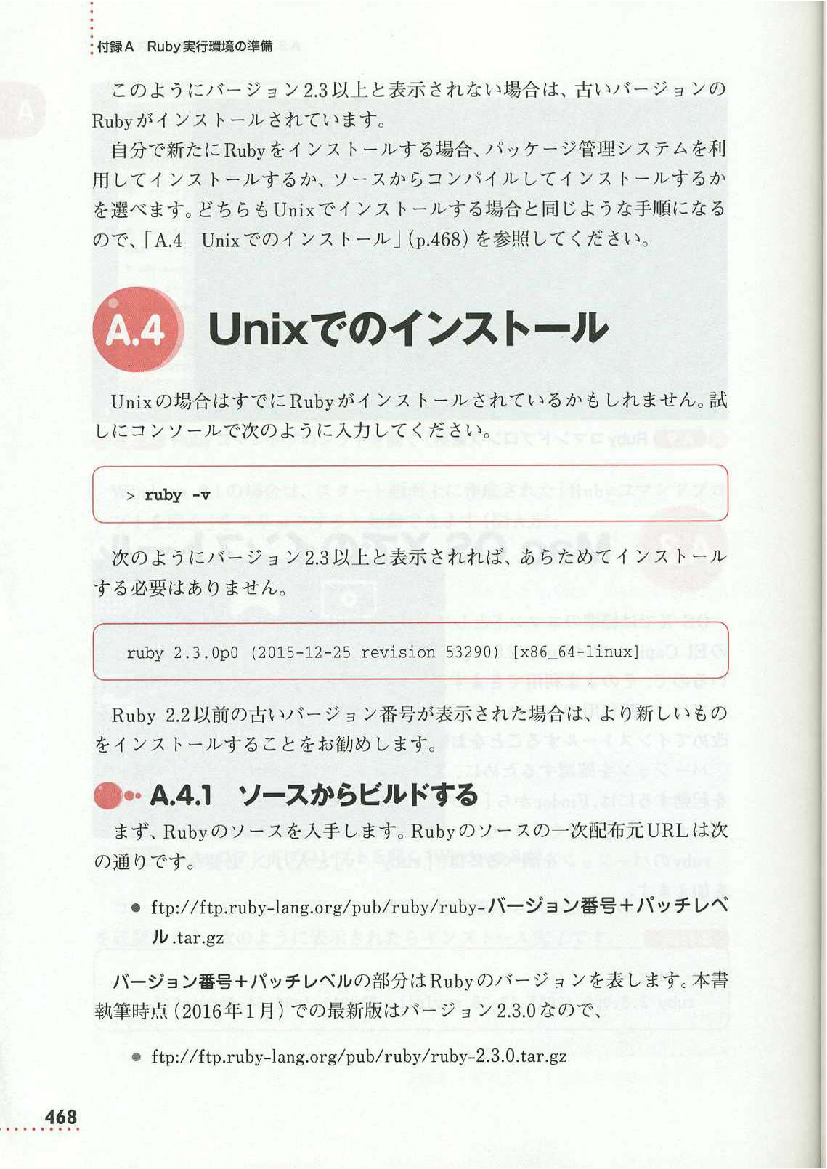 付録A Ruby実行環境の準備
このようにバージョン2.3以上と表示されない場合は、古いバージョンの
Rubyがインストールされています。
自分で新たにRubyをインストールする場合、パッケージ管理システムを利
用してインストールするか、ソースからコンパイルしてインストールするか
を選べます。どちらもUnixでインストールする場合と同じような手順になる
ので、「A.4 Unixでのインストール」(p.468)を参照してください。
A.4 Unixでのインストール
Unixの場合はすでにRubyがインストールされているかもしれません。試
しにコンソールで次のように入力してください。
> ruby -v
次のようにバージョン2.3以上と表示されれば、あらためてインストール
する必要はありません。
ruby 2.3.0p0 (2015-12-25 revision 53290) [x86_64-linux]
Ruby 2.2以前の古いバージョン番号が表示された場合は、より新しいもの
をインストールすることをお勧めします。
A.4.1 ソースからビルドする
まず、Rubyのソースを入手します。Rubyのソースの一次配布元URLは次
の通りです。
● ftp://ftp.ruby-lang.org/pub/ruby/ruby-バージョン番号+パッチレベ
ル.tar.gz
バージョン番号+パッチレベルの部分はRubyのバージョンを表します。本書
執筆時点(2016年1月)での最新版はバージョン2.3.0なので、
● ftp://ftp.ruby-lang.org/pub/ruby/ruby-2.3.0.tar.gz
468